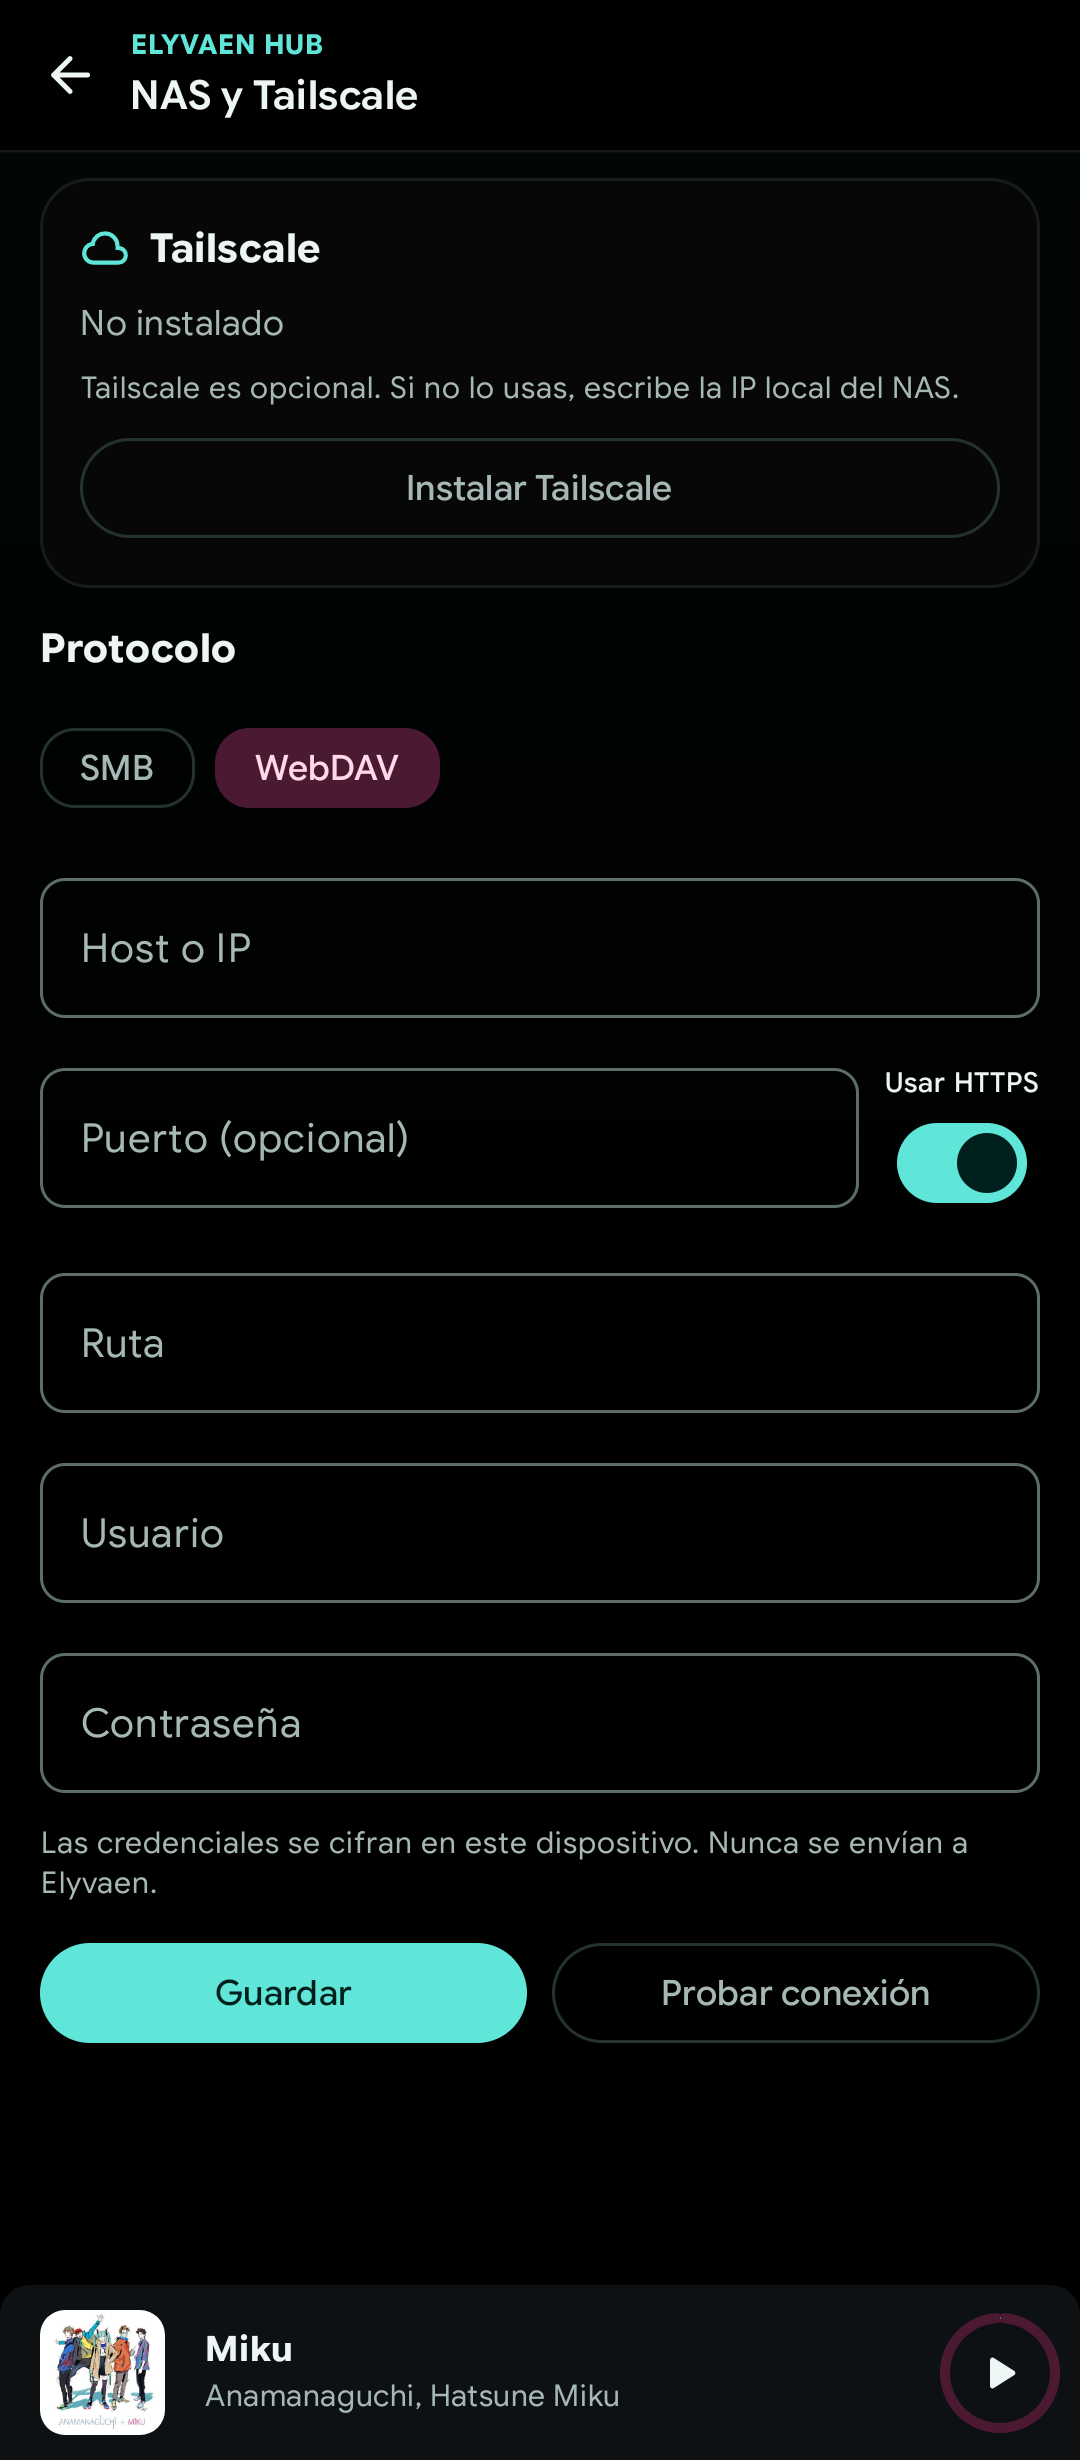 ELYVAEN HUB
NAS y Tailscale
Tailscale
No instalado
Tailscale es opcional. Si no lo usas, escribe la IP local del NAS.
Instalar Tailscale
Protocolo
SMB
WebDAV
Host o IP
Usar HTTPS
Puerto (opcional)
Ruta
Usuario
Contraseña
Las credenciales se cifran en este dispositivo. Nunca se envían a
Elyvaen.
Guardar
Probar conexión
Miku
Anamanaguchi, Hatsune Miku
ANAMANAGUCHI + MIKU